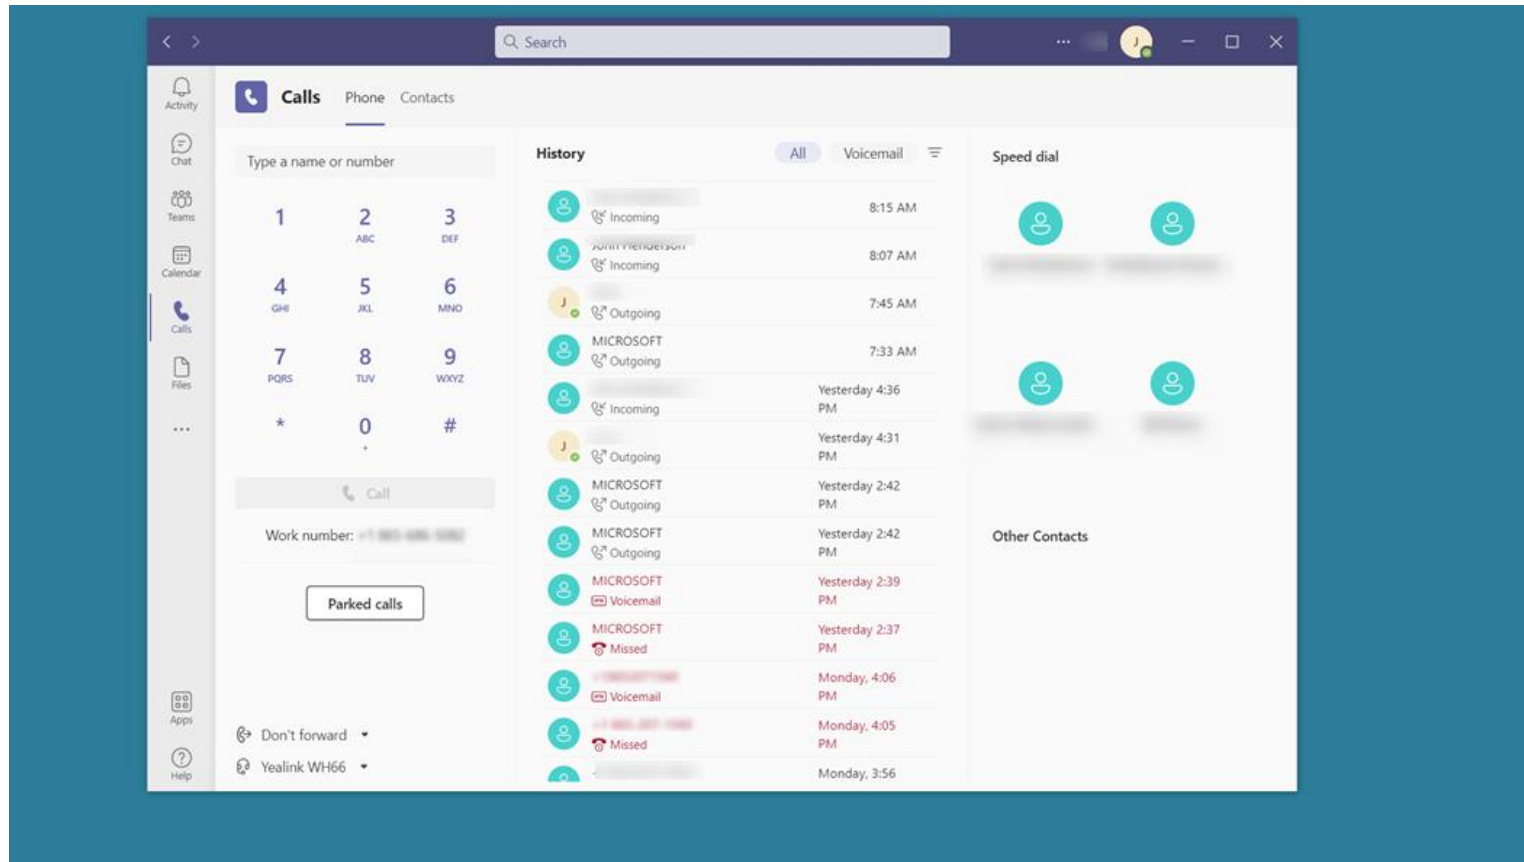 Search
...
J
Activity
Chat
Teams
Calendar
Calls
Files
...
Apps
Help
Calls Phone Contacts
Type a name or number
1 2 3
ABC DEF
4 5 6
GHI JKL MNO
7 8 9
PQRS TUV WXYZ
* 0 #
+
Call
Work number:
Parked calls
Don't forward
Yealink WH66
History All Voicemail
8:15 AM
Incoming
John Henderson
8:07 AM
Incoming
J
7:45 AM
Outgoing
MICROSOFT
7:33 AM
Outgoing
Yesterday 4:36
Incoming PM
J
Yesterday 4:31
Outgoing PM
MICROSOFT Yesterday 2:42
Outgoing PM
MICROSOFT Yesterday 2:42
Outgoing PM
MICROSOFT Yesterday 2:39
Voicemail PM
MICROSOFT Yesterday 2:37
Missed PM
Monday, 4:06
Voicemail PM
Monday, 4:05
Missed PM
Monday, 3:56
Speed dial
Other Contacts